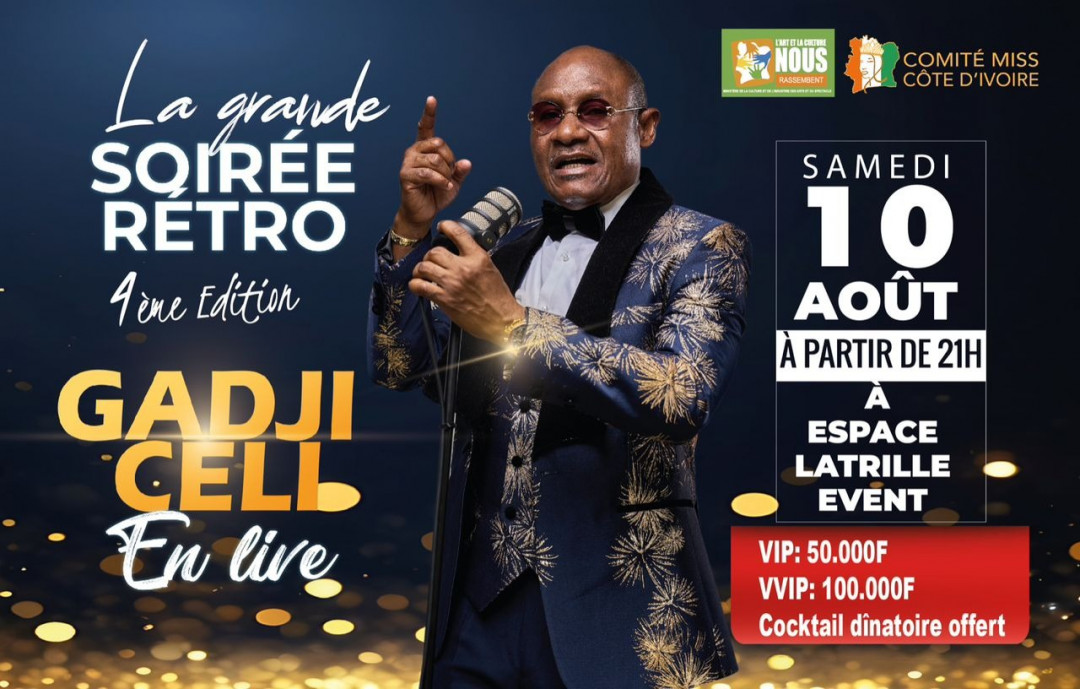 La grande
SOIRÉE
RÉTRO
4ème Edition
GADJI
CELI
En live
L'ART ET LA CULTURE
NOUS
RASSEMBLENT
COMITÉ MISS
CÔTE D'IVOIRE
SAMEDI
10
AOÛT
À PARTIR DE 21H
À
ESPACE
LATRILLE
EVENT
VIP: 50.000F
VVIP: 100.000F
Cocktail dînatoire offert